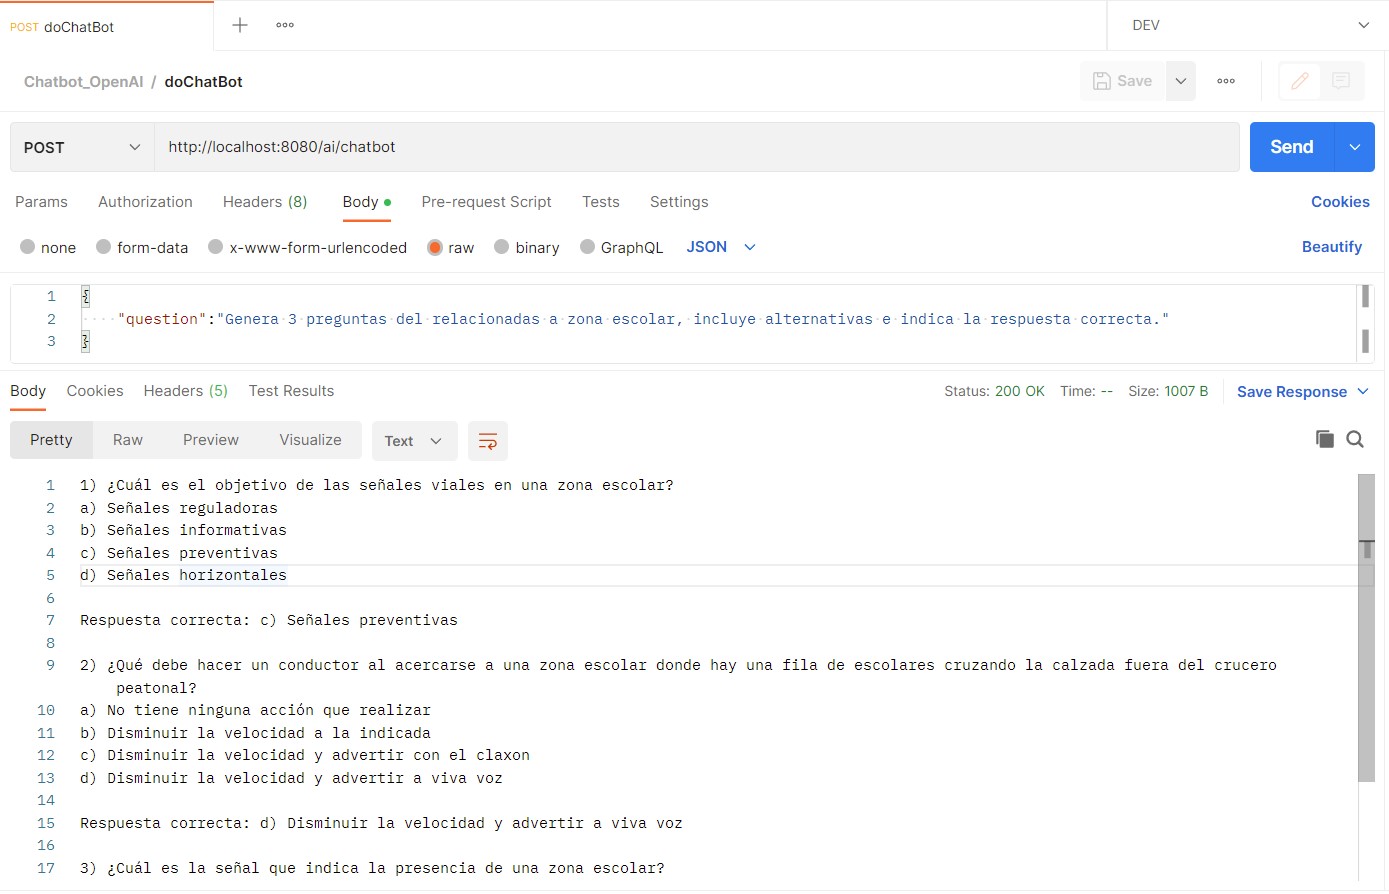 POST doChatBot
DEV
Chatbot_OpenAI / doChatBot
Save
POST
http://localhost:8080/ai/chatbot
Send
Params Authorization Headers (8) Body Pre-request Script Tests Settings Cookies
none form-data x-www-form-urlencoded raw binary GraphQL JSON Beautify
1 {
2 "question":"Genera 3 preguntas del relacionadas a zona escolar, incluye alternativas e indica la respuesta correcta."
3 }
Body Cookies Headers (5) Test Results Status: 200 OK Time: -- Size: 1007 B Save Response
Pretty Raw Preview Visualize Text
1 1) ¿Cuál es el objetivo de las señales viales en una zona escolar?
2 a) Señales reguladoras
3 b) Señales informativas
4 c) Señales preventivas
5 d) Señales horizontales
6
7 Respuesta correcta: c) Señales preventivas
8
9 2) ¿Qué debe hacer un conductor al acercarse a una zona escolar donde hay una fila de escolares cruzando la calzada fuera del crucero
peatonal?
10 a) No tiene ninguna acción que realizar
11 b) Disminuir la velocidad a la indicada
12 c) Disminuir la velocidad y advertir con el claxon
13 d) Disminuir la velocidad y advertir a viva voz
14
15 Respuesta correcta: d) Disminuir la velocidad y advertir a viva voz
16
17 3) ¿Cuál es la señal que indica la presencia de una zona escolar?